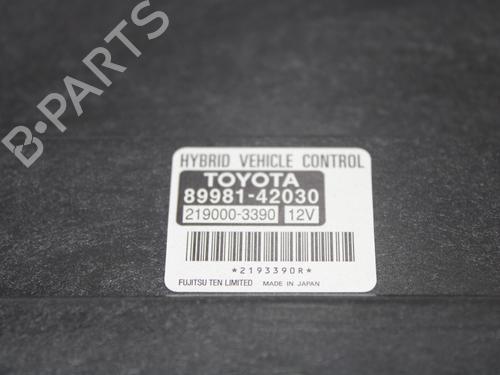 B-Parts
HYBRID VEHICLE CONTROL
TOYOTA
89981-42030
219000-3390 12V
*2193390R*
FUJITSU TEN LIMITED MADE IN JAPAN